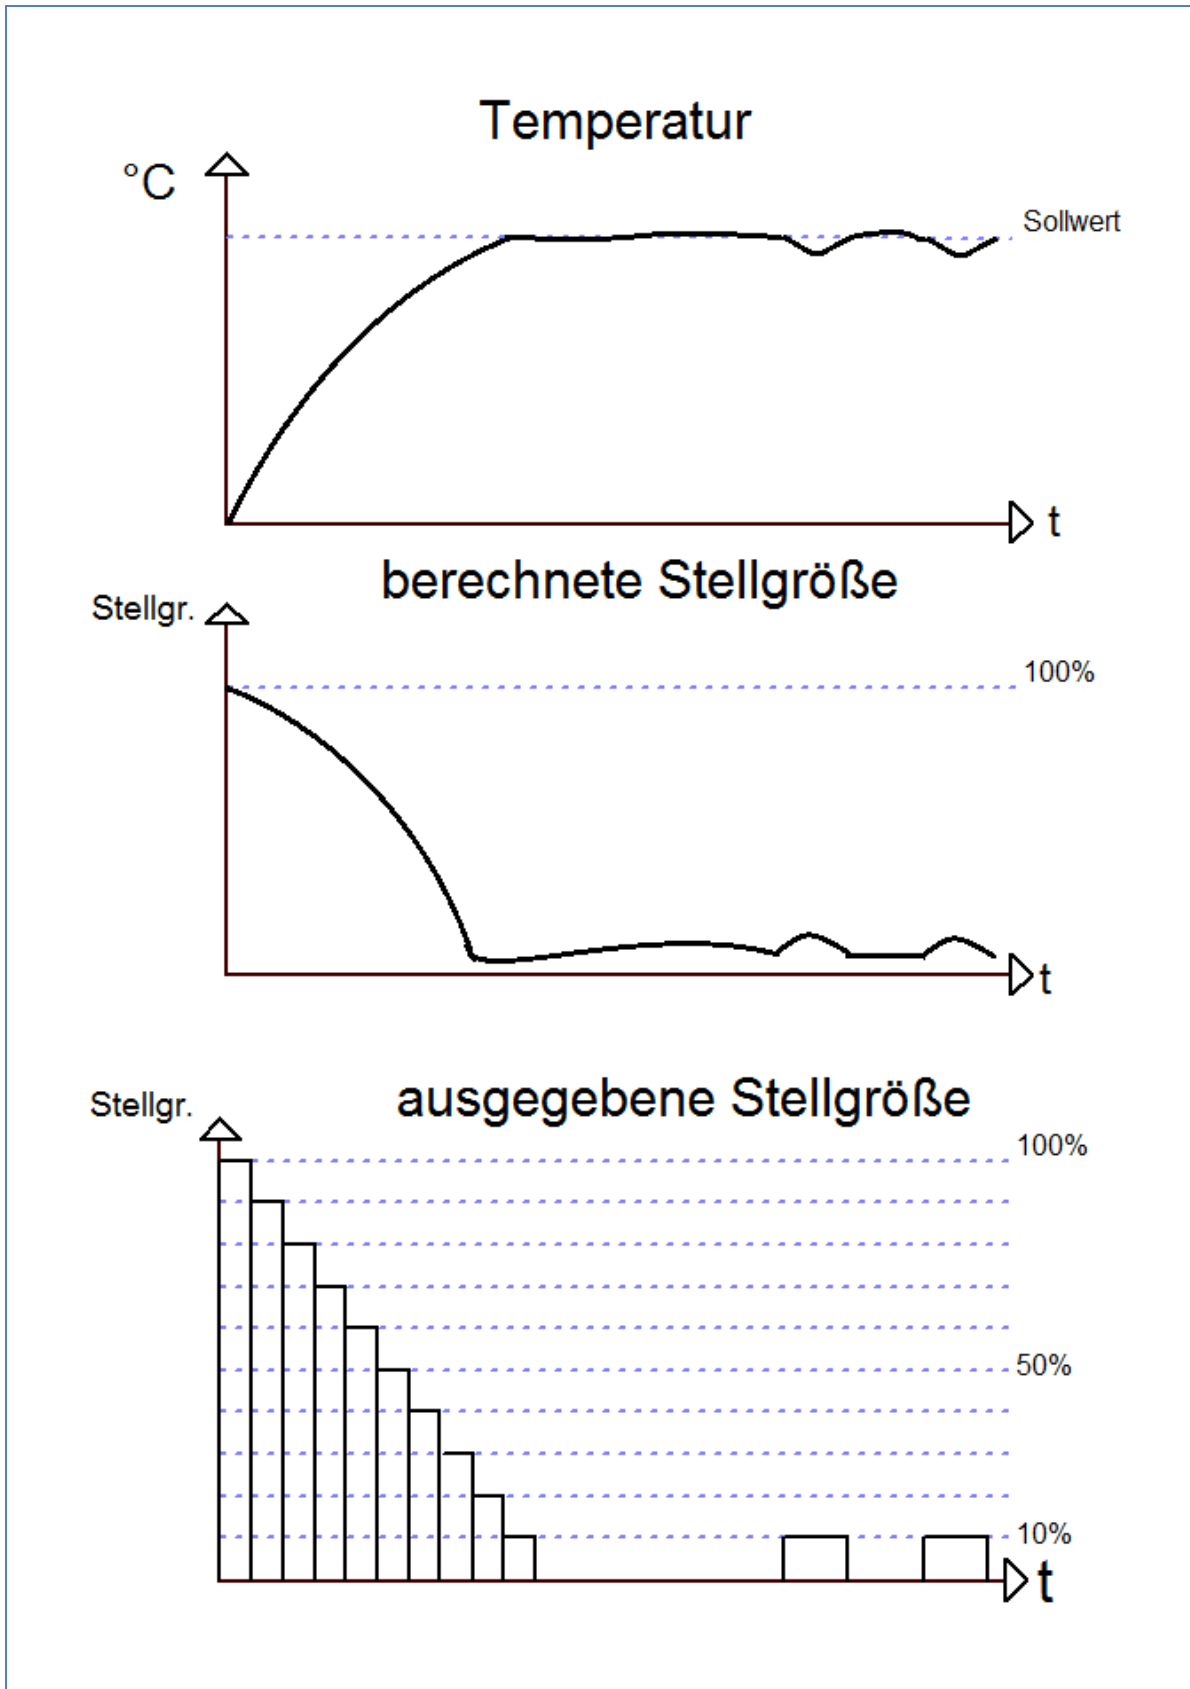 Temperatur
°C
Sollwert
t
berechnete Stellgröße
Stellgr.
100%
t
ausgegebene Stellgröße
Stellgr.
100%
50%
10%
t